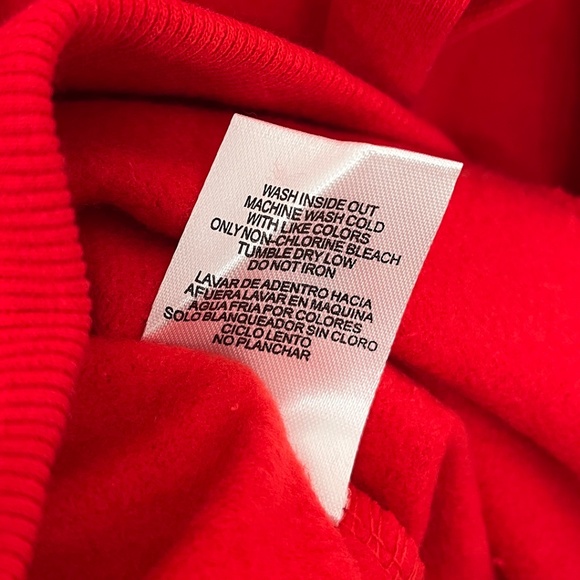 WASH INSIDE OUT
MACHINE WASH COLD
WITH LIKE COLORS
ONLY NON-CHLORINE BLEACH
TUMBLE DRY LOW
DO NOT IRON
LAVAR DE ADENTRO HACIA
AFUERA LAVAR EN MAQUINA
AGUA FRIA POR COLORES
SOLO BLANQUEADOR SIN CLORO
CICLO LENTO
NO PLANCHAR